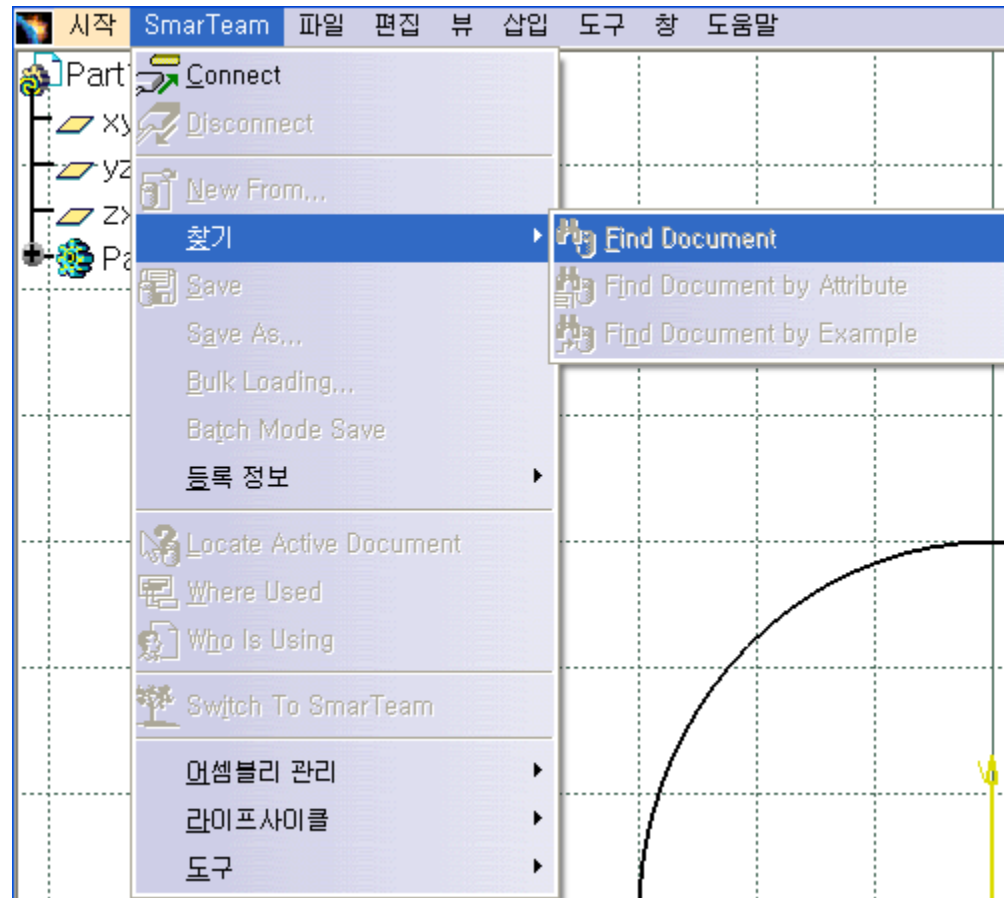 시작 SmarTeam 파일 편집 뷰 삽입 도구 창 도움말
Part
xy
yz
zx
Pa
Connect
Disconnect
New From...
찾기
Save
Save As...
Bulk Loading...
Batch Mode Save
등록 정보
Locate Active Document
Where Used
Who Is Using
Switch To SmarTeam
어셈블리 관리
라이프사이클
도구
Find Document
Find Document by Attribute
Find Document by Example
V